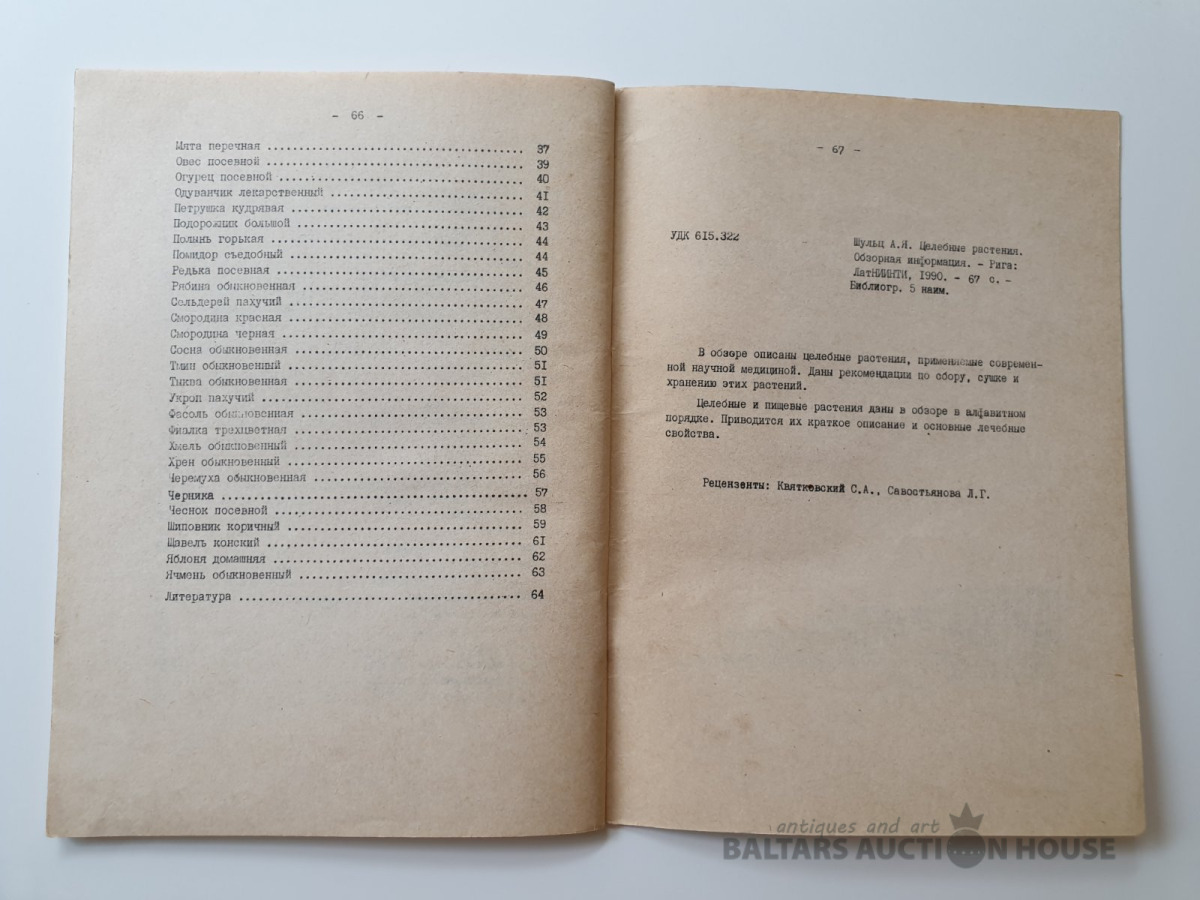 - 66 -
Мята перечная ........................................ 37
Овес посевной ........................................ 39
Огурец посевной ...................................... 40
Одуванчик лекарственный .............................. 41
Петрушка кудрявая .................................... 42
Подорожник большой ................................... 43
Полынь горькая ....................................... 44
Помидор съедобный .................................... 44
Редька посевная ...................................... 45
Рябина обыкновенная .................................. 46
Сельдерей пахучий .................................... 47
Смородина красная .................................... 48
Смородина черная ..................................... 49
Сосна обыкновенная ................................... 50
Тмин обыкновенный .................................... 51
Тыква обыкновенная ................................... 51
Укроп пахучий ........................................ 52
Фасоль обыкновенная .................................. 53
Фиалка трехцветная ................................... 53
Хмель обыкновенный ................................... 54
Хрен обыкновенный .................................... 55
Черемуха обыкновенная ................................ 56
Черника .............................................. 57
Чеснок посевной ...................................... 58
Шиповник коричный .................................... 59
Щавель конский ....................................... 61
Яблоня домашняя ...................................... 62
Ячмень обыкновенный .................................. 63
Литература ........................................... 64
- 67 -
УДК 615.322
Шульц А.Я. Целебные растения.
Обзорная информация. - Рига:
ЛатНИИНТИ, 1990. - 67 с. -
Библиогр. 5 наим.
В обзоре описаны целебные растения, применяемые современ-
ной научной медициной. Даны рекомендации по сбору, сушке и
хранению этих растений.
Целебные и пищевые растения даны в обзоре в алфавитном
порядке. Приводится их краткое описание и основные лечебные
свойства.
Рецензенты: Квятковский С.А., Савостьянова Л.Г.
antiques and art
BALTARS AUCTION HOUSE